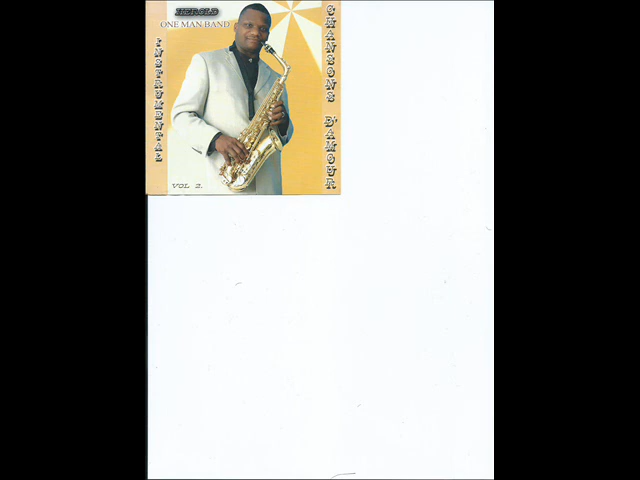 HEROLD
ONE MAN BAND
INSTRUMENTAL
CHANSONS D'AMOUR
VOL 2.